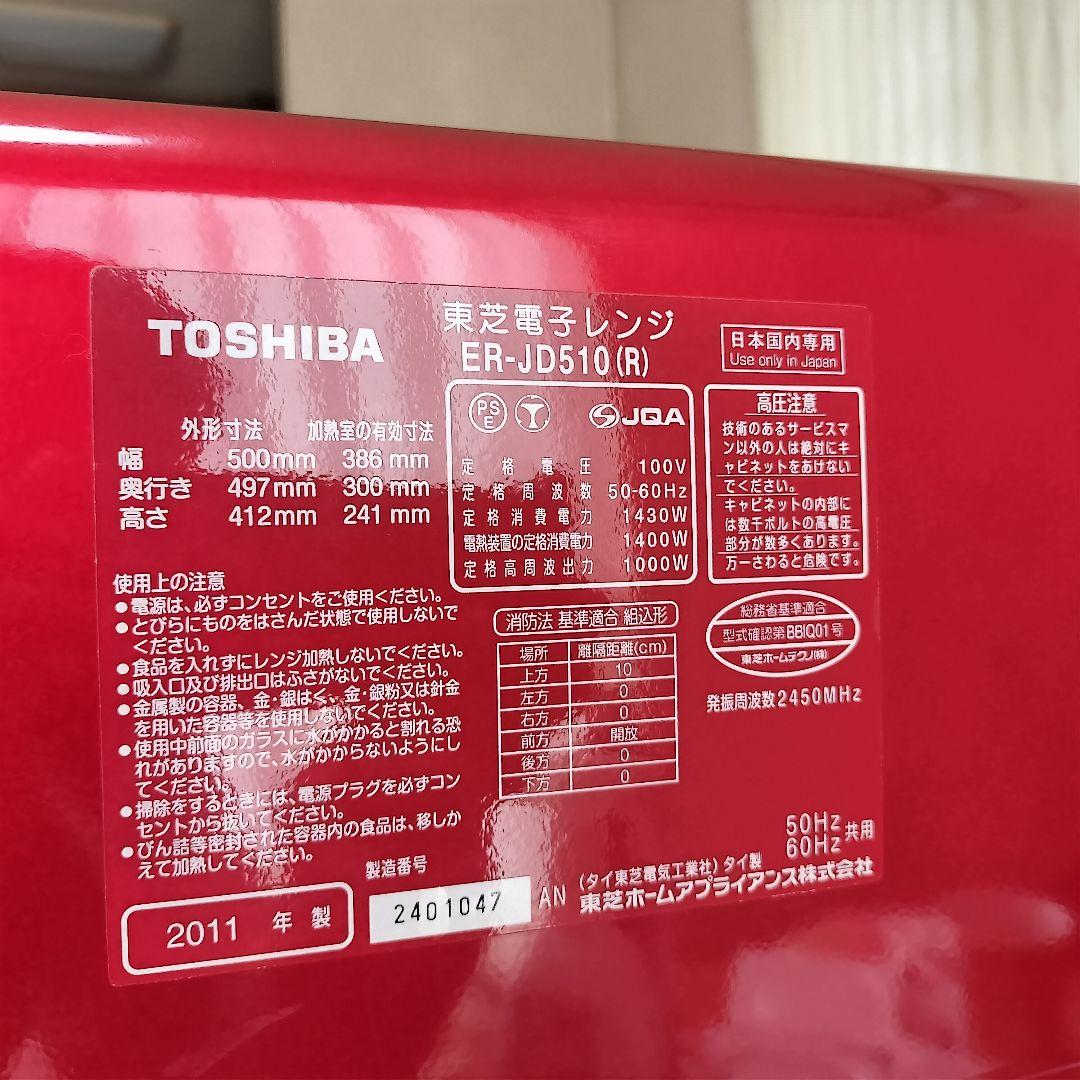 TOSHIBA
東芝電子レンジ
ER-JD510(R)
日本国内専用
Use only in Japan
外形寸法 加熱室の有効寸法
幅 500mm 386mm
奥行き 497mm 300mm
高さ 412mm 241mm
PS
E
JQA
定格電圧 100V
定格周波数 50-60Hz
定格消費電力 1430W
電熱装置の定格消費電力 1400W
定格高周波出力 1000W
高圧注意
技術のあるサービスマ
ン以外の人は絶対にキ
ャビネットをあけない
でください。
キャビネットの内部に
は数千ボルトの高電圧
部分が数多くあります。
万一さわると危険です。
使用上の注意
●電源は、必ずコンセントをご使用ください。
●とびらにものをはさんだ状態で使用しないで
ください。
●食品を入れずにレンジ加熱しないでください。
●吸入口及び排出口はふさがないでください。
●金属製の容器、金・銀はく、金・銀粉又は針金
を用いた容器等を使用しないでください。
●使用中前面のガラスに水がかかると割れる恐
れがありますので、水がかからないようにし
てください。
●掃除をするときには、電源プラグを必ずコン
セントから抜いてください。
●びん詰等密封された容器内の食品は、移しか
えて加熱してください。
消防法 基準適合 組込形
場所 離隔距離(cm)
上方 10
左方 0
右方 0
前方 開放
後方 0
下方 0
総務省基準適合
型式確認第BBIQ01号
東芝ホームテクノ(株)
発振周波数2450MHz
50Hz
60Hz 共用
製造番号
2011 年 製
2401047 AN
(タイ東芝電気工業社)タイ製
東芝ホームアプライアンス株式会社